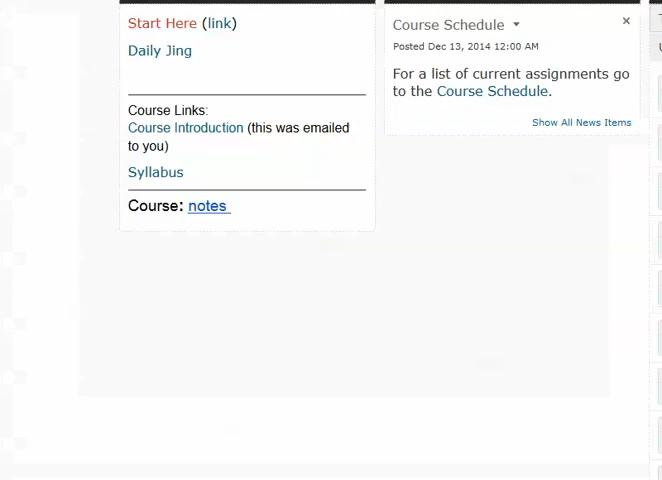 Start Here (link)
Daily Jing
Course Links:
Course Introduction (this was emailed
to you)
Syllabus
Course: notes
Course Schedule
Posted Dec 13, 2014 12:00 AM
For a list of current assignments go
to the Course Schedule.
Show All News Items